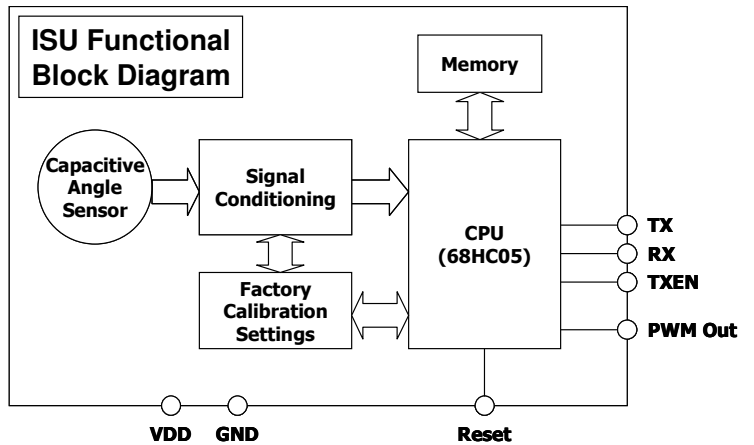 ISU Functional
Block Diagram
Memory
Capacitive
Angle
Sensor
Signal
Conditioning
CPU
(68HC05)
TX
RX
TXEN
Factory
Calibration
Settings
PWM Out
VDD
GND
Reset